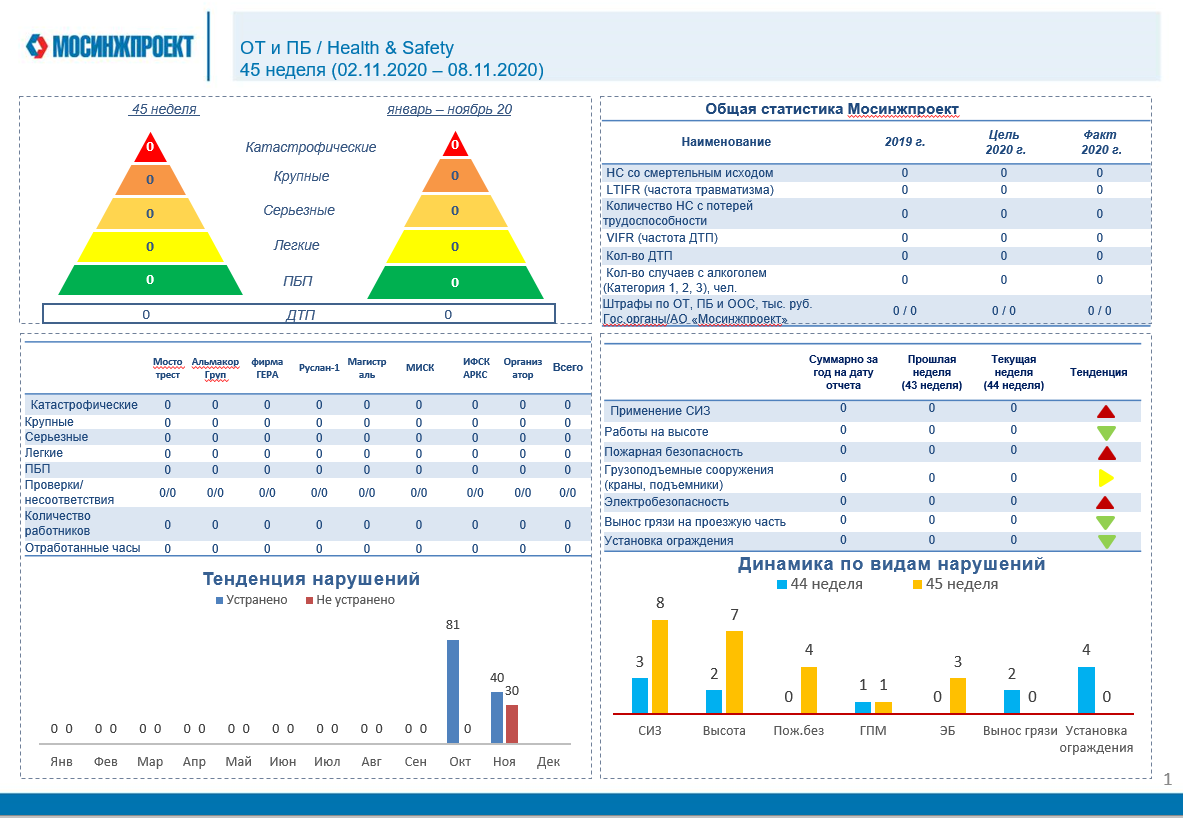 МОСИНЖПРОЕКТ
ОТ и ПБ / Health & Safety
45 неделя (02.11.2020 – 08.11.2020)
45 неделя
январь – ноябрь 20
0 Катастрофические 0
0 Крупные 0
0 Серьезные 0
0 Легкие 0
0 ПБП 0
0 ДТП 0
Общая статистика Мосинжпроект
Наименование 2019 г. Цель 2020 г. Факт 2020 г.
НС со смертельным исходом 0 0 0
LTIFR (частота травматизма) 0 0 0
Количество НС с потерей
трудоспособности 0 0 0
VIFR (частота ДТП) 0 0 0
Кол-во ДТП 0 0 0
Кол-во случаев с алкоголем
(Категория 1, 2, 3), чел. 0 0 0
Штрафы по ОТ, ПБ и ООС, тыс. руб.
Гос.органы/АО «Мосинжпроект» 0 / 0 0 / 0 0 / 0
Мосто трест Альмакор Груп фирма ГЕРА Руслан-1 Магистр аль МИСК ИФСК АРКС Организ атор Всего
Катастрофические 0 0 0 0 0 0 0 0 0
Крупные 0 0 0 0 0 0 0 0 0
Серьезные 0 0 0 0 0 0 0 0 0
Легкие 0 0 0 0 0 0 0 0 0
ПБП 0 0 0 0 0 0 0 0 0
Проверки/
несоответствия 0/0 0/0 0/0 0/0 0/0 0/0 0/0 0/0 0/0
Количество
работников 0 0 0 0 0 0 0 0 0
Отработанные часы 0 0 0 0 0 0 0 0 0
Суммарно за год на дату отчета Прошлая неделя (43 неделя) Текущая неделя (44 неделя) Тенденция
Применение СИЗ 0 0 0
Работы на высоте 0 0 0
Пожарная безопасность 0 0 0
Грузоподъемные сооружения
(краны, подъемники) 0 0 0
Электробезопасность 0 0 0
Вынос грязи на проезжую часть 0 0 0
Установка ограждения 0 0 0
Тенденция нарушений
Устранено Не устранено
81
40
30
0 0 0 0 0 0 0 0 0 0 0 0 0 0 0 0 0 0 0
Янв Фев Мар Апр Май Июн Июл Авг Сен Окт Ноя Дек
Динамика по видам нарушений
44 неделя 45 неделя
3 8 2 7 0 4 1 1 0 3 2 0 4 0
СИЗ Высота Пож.без ГПМ ЭБ Вынос грязи Установка
ограждения
1